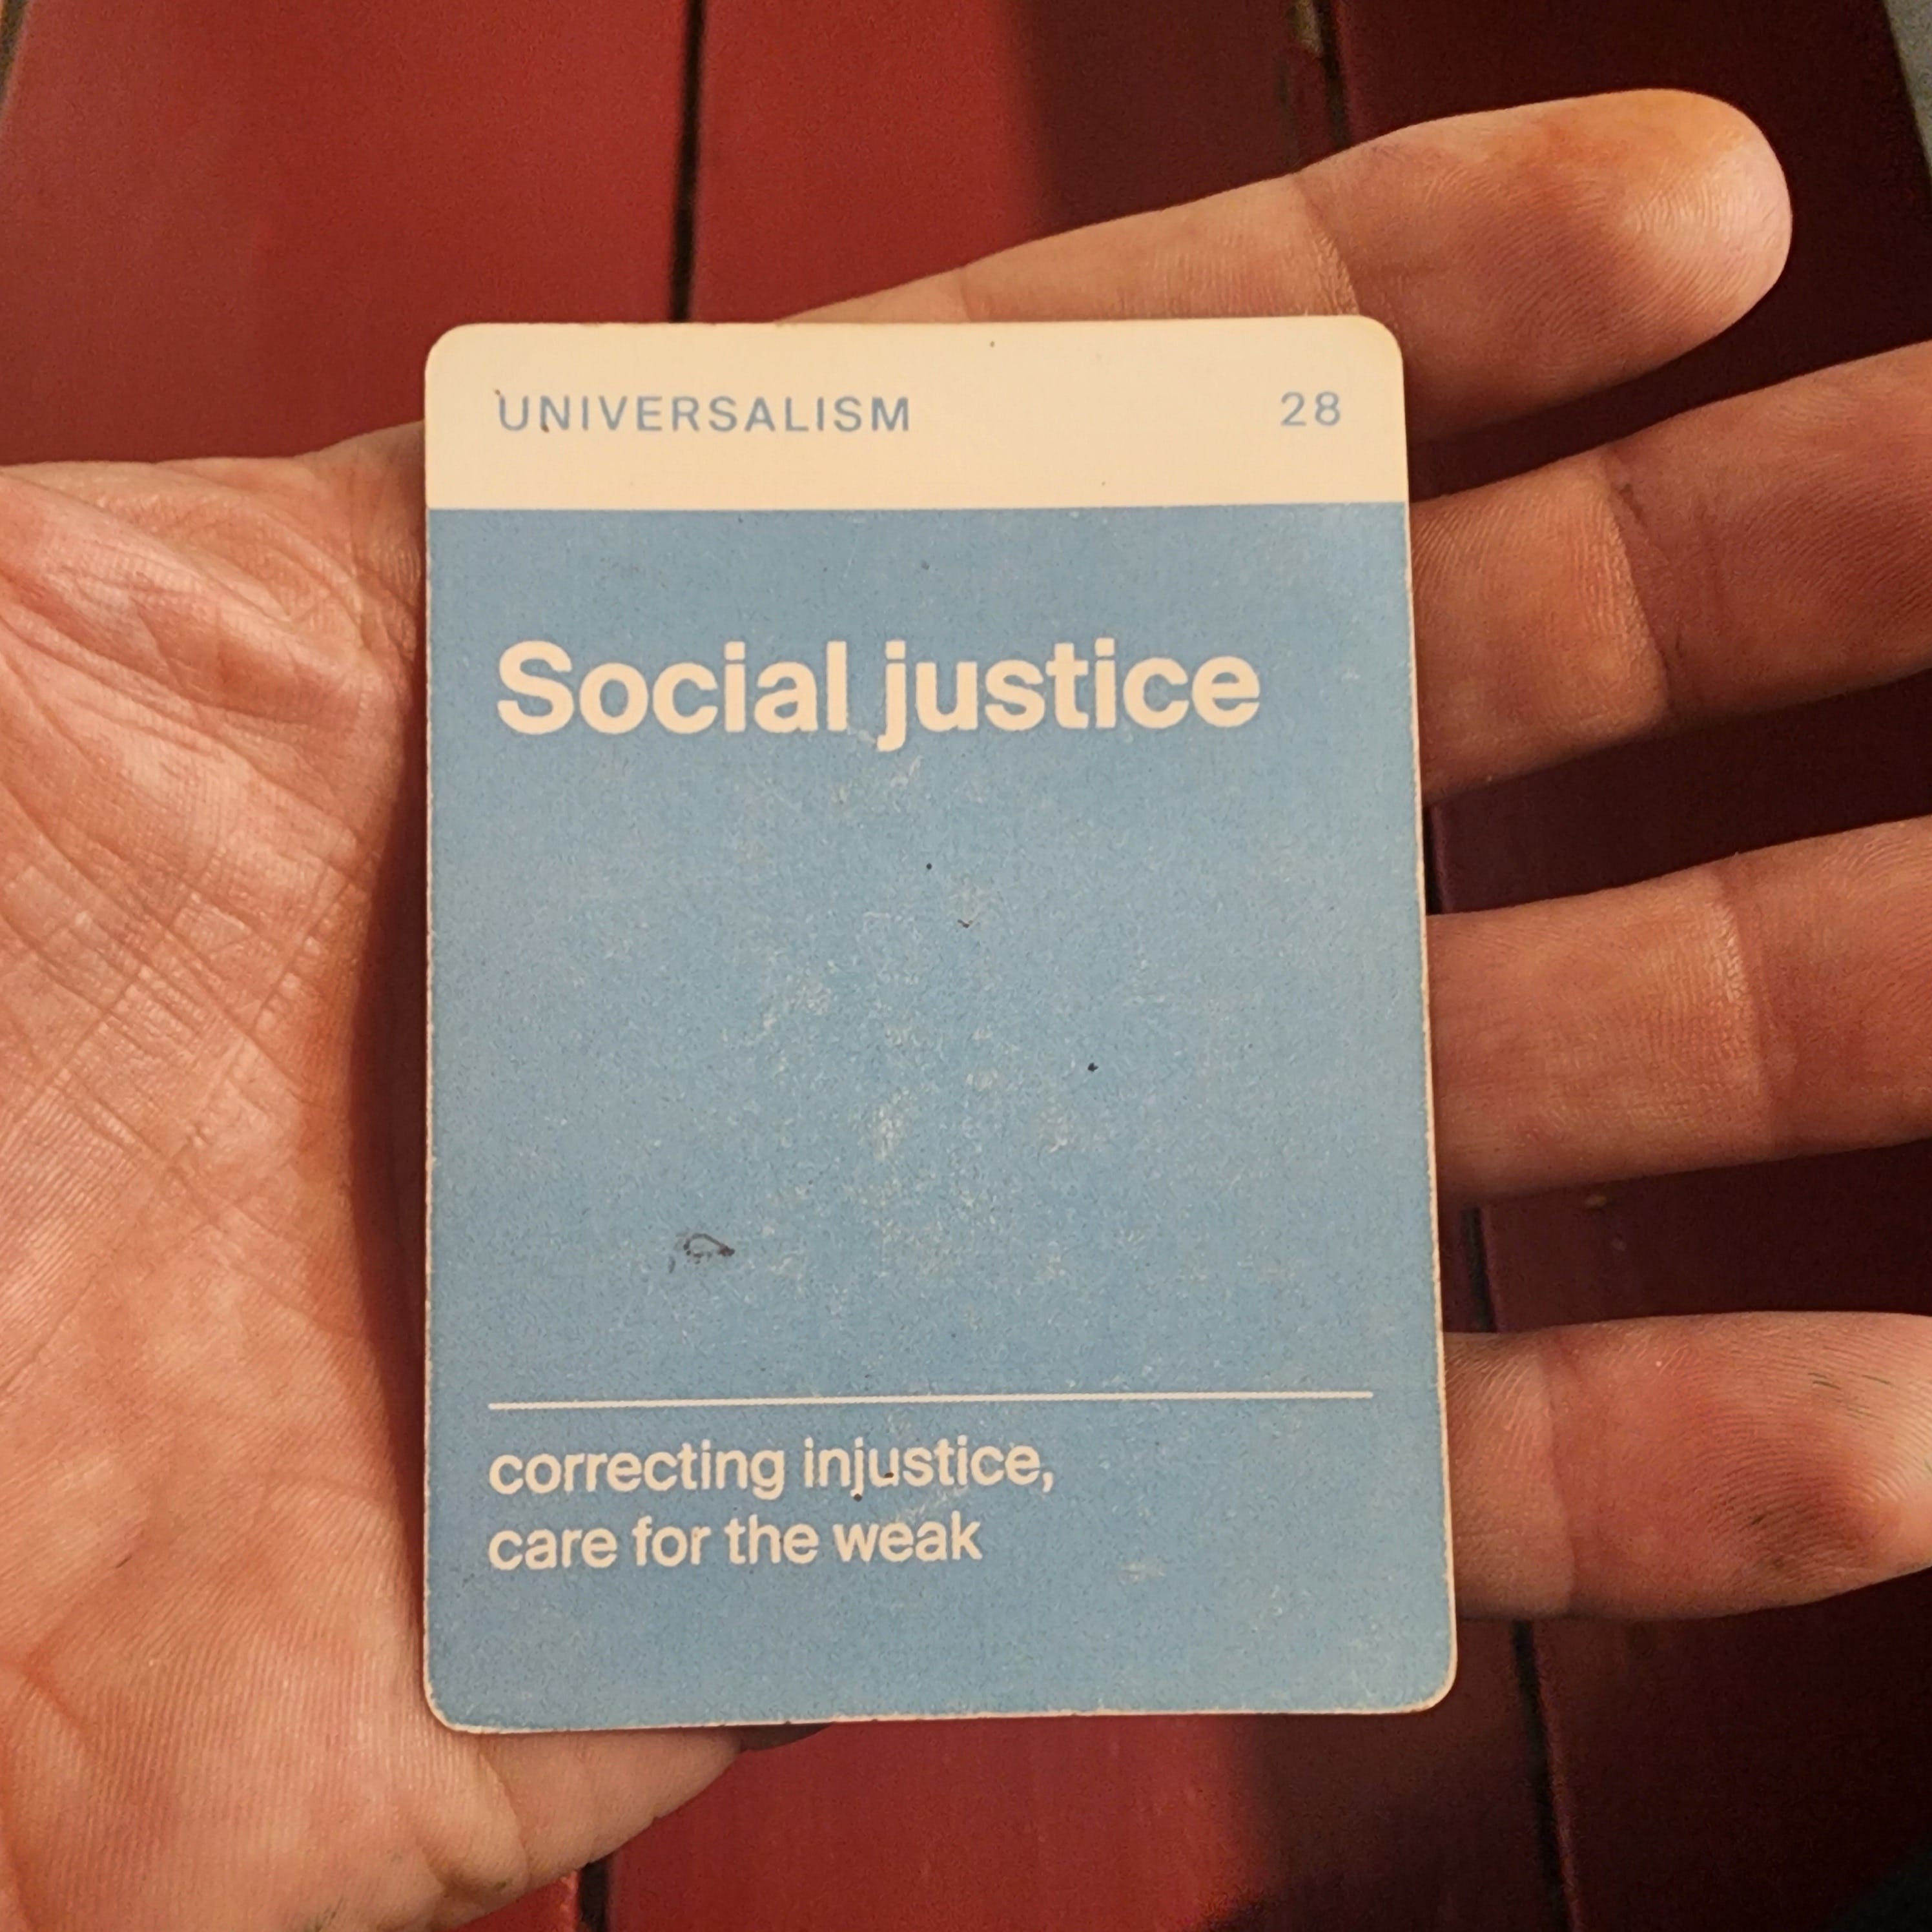 UNIVERSALISM 28
Social justice
correcting injustice,
care for the weak